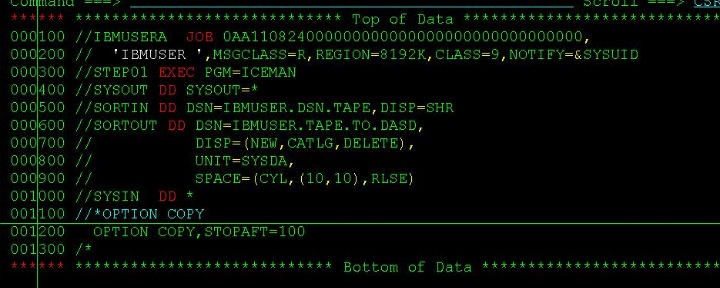 Command ===> Scroll ===> CSR
****** *************************** Top of Data ***************************
000100 //IBMUSERA  JOB 0AA1108240000000000000000000000000000000,
000200 //  'IBMUSER ',MSGCLASS=R,REGION=8192K,CLASS=9,NOTIFY=&SYSUID
000300 //STEP01 EXEC PGM=ICEMAN
000400 //SYSOUT DD SYSOUT=*
000500 //SORTIN DD DSN=IBMUSER.DSN.TAPE,DISP=SHR
000600 //SORTOUT DD DSN=IBMUSER.TAPE.TO.DASD,
000700 //           DISP=(NEW,CATLG,DELETE),
000800 //           UNIT=SYSDA,
000900 //           SPACE=(CYL,(10,10),RLSE)
001000 //SYSIN  DD *
001100 //*OPTION COPY
001200   OPTION COPY,STOPAFT=100
001300 /*
****** ************************** Bottom of Data *************************